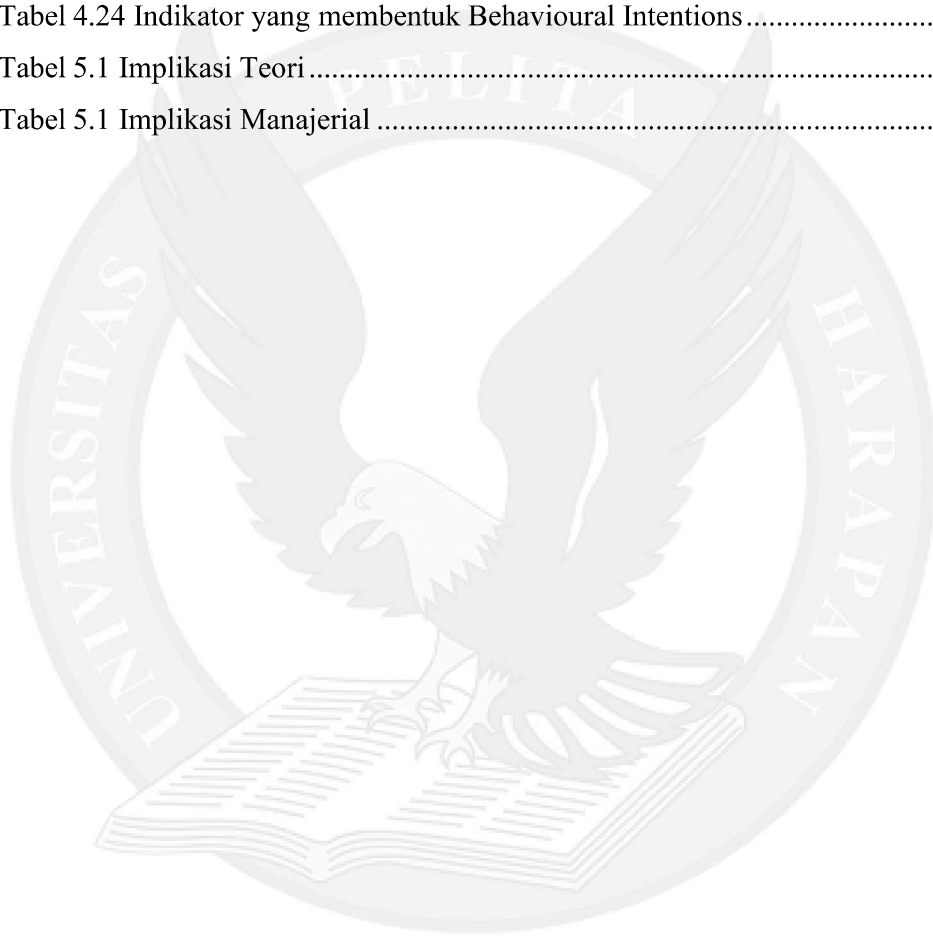 Tabel 4.24 Indikator yang membentuk Behavioural Intentions........................
Tabel 5.1 Implikasi Teori..............................................................................
Tabel 5.1 Implikasi Manajerial ......................................................................
UNIVERSITAS PELITA HARAPAN